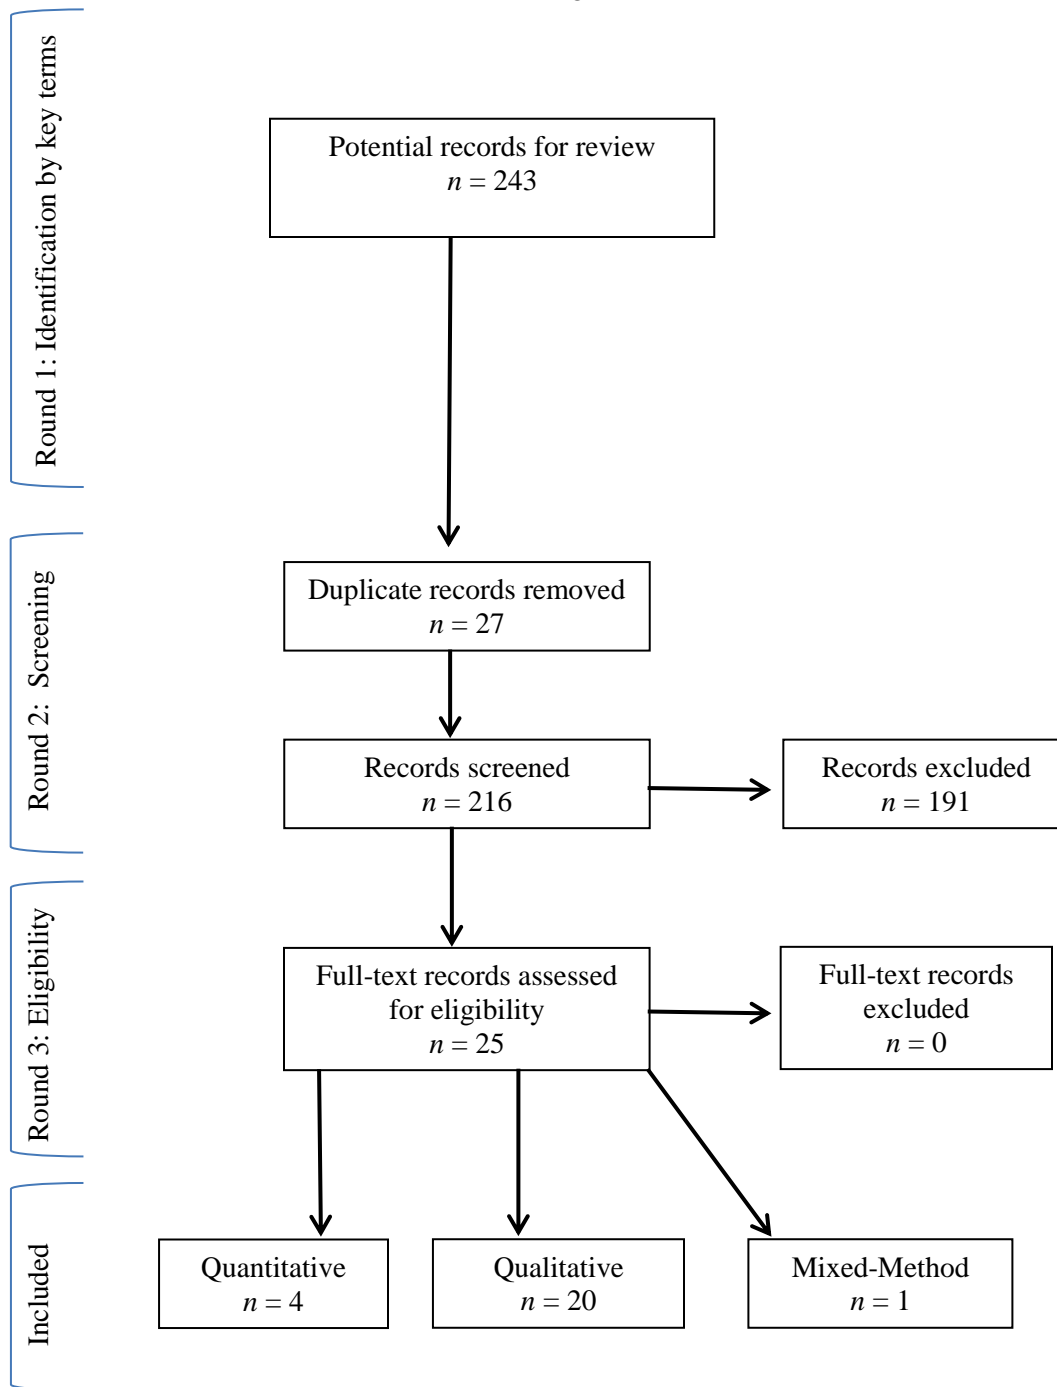 Round 1: Identification by key terms
Potential records for review
n = 243
Round 2: Screening
Duplicate records removed
n = 27
Records screened
n = 216
Records excluded
n = 191
Round 3: Eligibility
Full-text records assessed
for eligibility
n = 25
Full-text records
excluded
n = 0
Included
Quantitative
n = 4
Qualitative
n = 20
Mixed-Method
n = 1